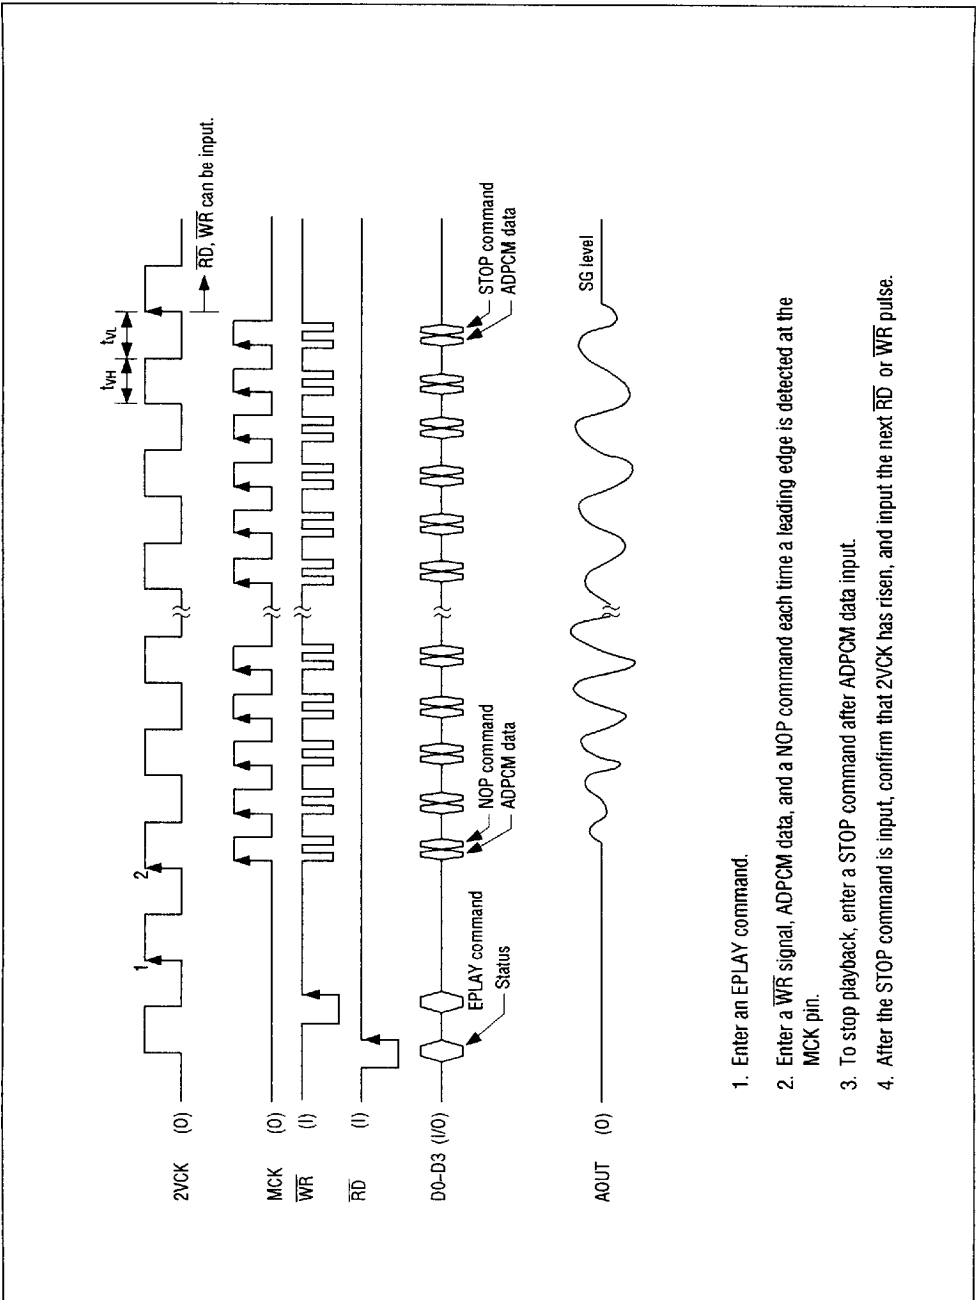 2VCK (O)
1
2
tVH
tVL
RD, WR can be input.
MCK (O)
WR (I)
RD (I)
D0–D3 (I/O)
EPLAY command
Status
NOP command
ADPCM data
STOP command
ADPCM data
AOUT (O)
SG level
1. Enter an EPLAY command.
2. Enter a WR signal, ADPCM data, and a NOP command each time a leading edge is detected at the
MCK pin.
3. To stop playback, enter a STOP command after ADPCM data input.
4. After the STOP command is input, confirm that 2VCK has risen, and input the next RD or WR pulse.